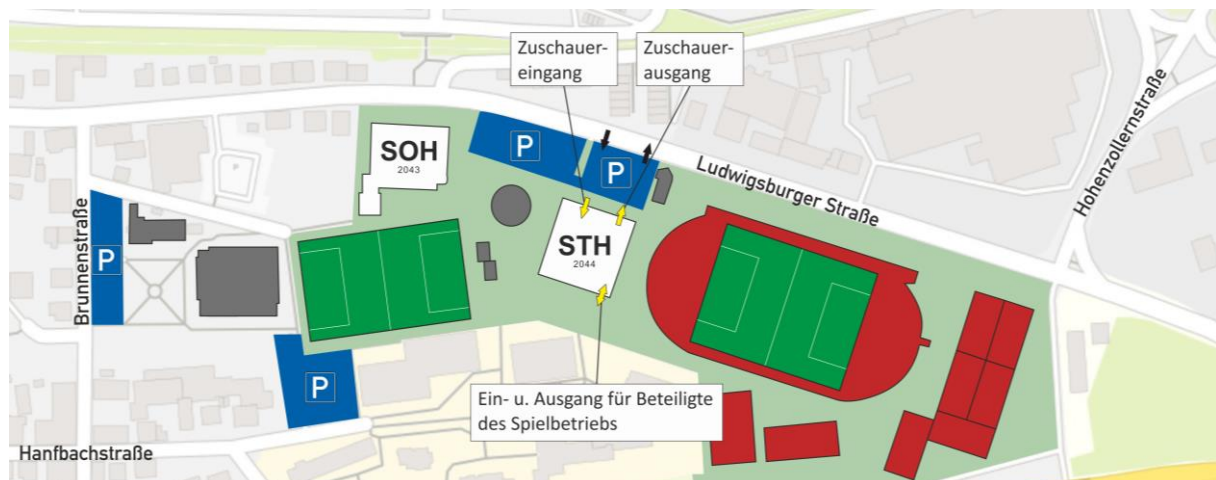 Zuschauer-
eingang
Zuschauer-
ausgang
SOH
2043
P
P
P
Ludwigsburger Straße
Hohenzollernstraße
Brunnenstraße
P
STH
2044
P
Ein- u. Ausgang für Beteiligte
des Spielbetriebs
Hanfbachstraße